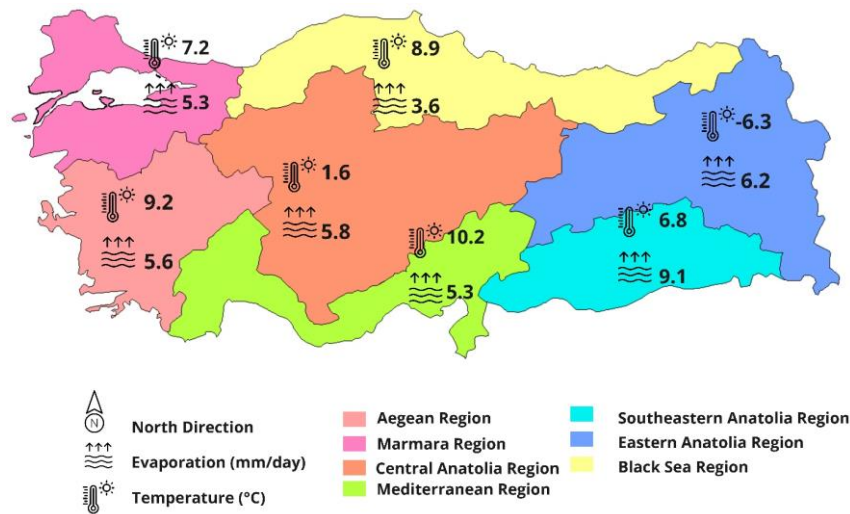 7.2
5.3
8.9
3.6
-6.3
6.2
9.2
5.6
1.6
5.8
10.2
5.3
6.8
9.1
N
North Direction
Evaporation (mm/day)
Temperature (°C)
Aegean Region
Marmara Region
Central Anatolia Region
Mediterranean Region
Southeastern Anatolia Region
Eastern Anatolia Region
Black Sea Region